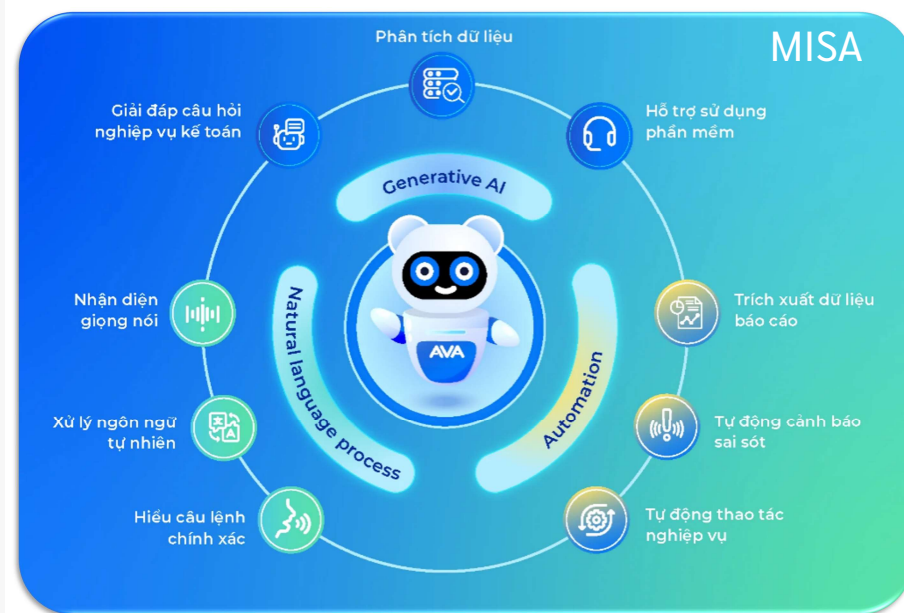 Phân tích dữ liệu
MISA
Giải đáp câu hỏi
nghiệp vụ kế toán
Hỗ trợ sử dụng
phần mềm
Generative AI
Nhận diện
giọng nói
Natural language process
AVA
Automation
Trích xuất dữ liệu
báo cáo
Xử lý ngôn ngữ
tự nhiên
Tự động cảnh báo
sai sót
Hiểu câu lệnh
chính xác
Tự động thao tác
nghiệp vụ